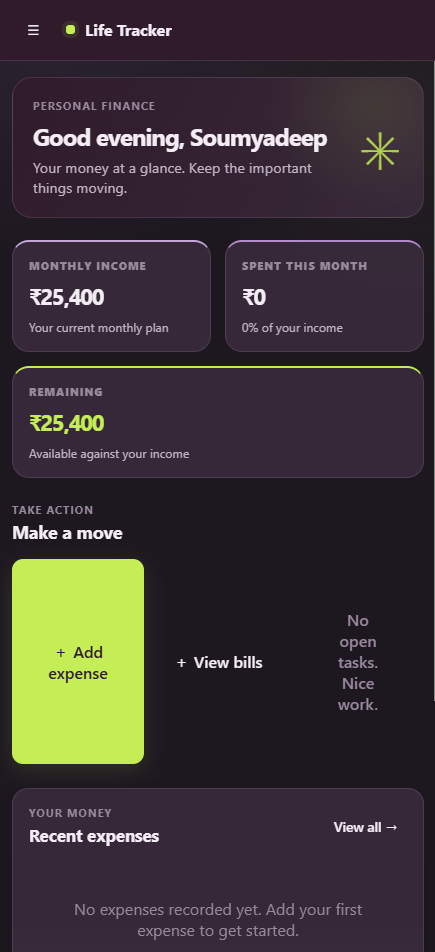 ☰ Life Tracker
PERSONAL FINANCE
Good evening, Soumyadeep
Your money at a glance. Keep the important
things moving.
MONTHLY INCOME
₹25,400
Your current monthly plan
SPENT THIS MONTH
₹0
0% of your income
REMAINING
₹25,400
Available against your income
TAKE ACTION
Make a move
+ Add
expense
+ View bills
No
open
tasks.
Nice
work.
YOUR MONEY
Recent expenses
View all →
No expenses recorded yet. Add your first
expense to get started.